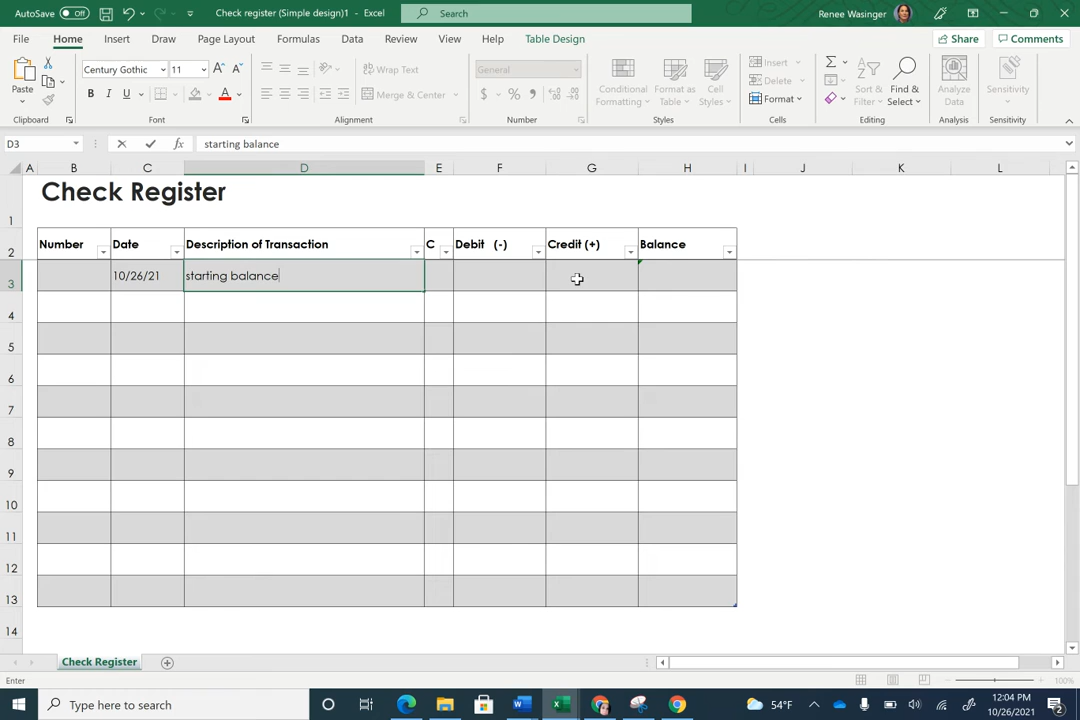 AutoSave Off
Check register (Simple design)1 - Excel
Search
Renee Wasinger
File Home Insert Draw Page Layout Formulas Data Review View Help Table Design
Share Comments
Paste
Clipboard
Century Gothic 11
A A
B I U
Font
Wrap Text
Merge & Center
Alignment
General
$ % ,
Number
Conditional Formatting
Format as Table
Cell Styles
Styles
Insert
Delete
Format
Cells
Sort & Filter
Find & Select
Editing
Analyze Data
Analysis
Sensitivity
Sensitivity
D3 fx starting balance
A B C D E F G H I J K L
1 Check Register
2 Number Date Description of Transaction C Debit (-) Credit (+) Balance
3 10/26/21 starting balance
4
5
6
7
8
9
10
11
12
13
14
Check Register
Enter
100%
Type here to search
54°F
12:04 PM
10/26/2021
2